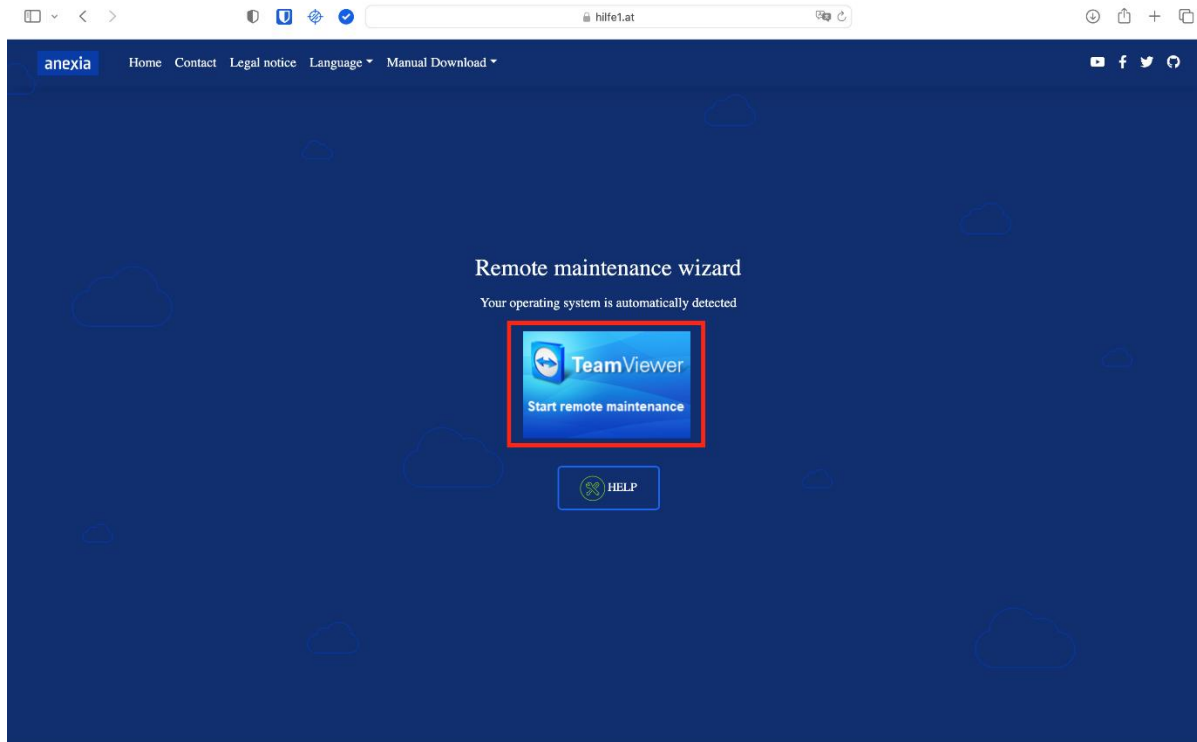 hilfe1.at
anexia Home Contact Legal notice Language Manual Download
Remote maintenance wizard
Your operating system is automatically detected
TeamViewer
Start remote maintenance
HELP